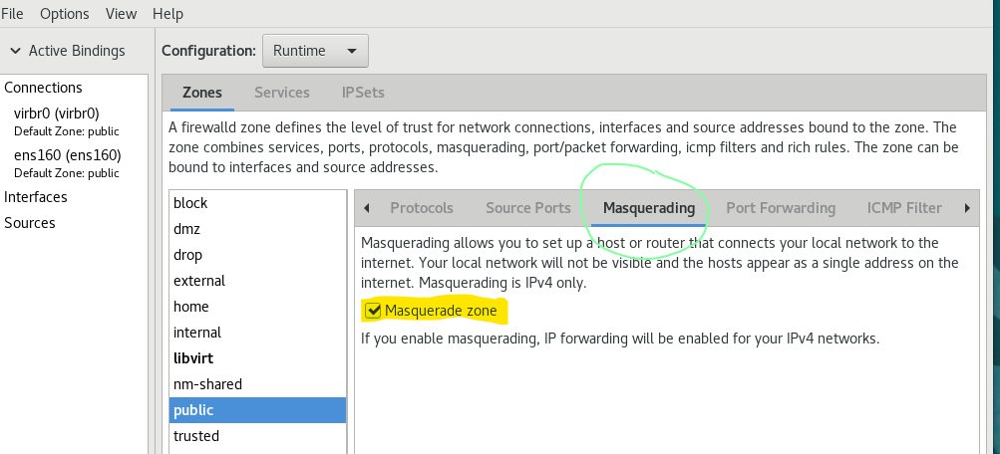 File Options View Help
Active Bindings
Configuration: Runtime
Connections
virbr0 (virbr0)
Default Zone: public
ens160 (ens160)
Default Zone: public
Interfaces
Sources
Zones Services IPSets
A firewalld zone defines the level of trust for network connections, interfaces and source addresses bound to the zone. The
zone combines services, ports, protocols, masquerading, port/packet forwarding, icmp filters and rich rules. The zone can be
bound to interfaces and source addresses.
block
dmz
drop
external
home
internal
libvirt
nm-shared
public
trusted
Protocols Source Ports Masquerading Port Forwarding ICMP Filter
Masquerading allows you to set up a host or router that connects your local network to the
internet. Your local network will not be visible and the hosts appear as a single address on the
internet. Masquerading is IPv4 only.
Masquerade zone
If you enable masquerading, IP forwarding will be enabled for your IPv4 networks.